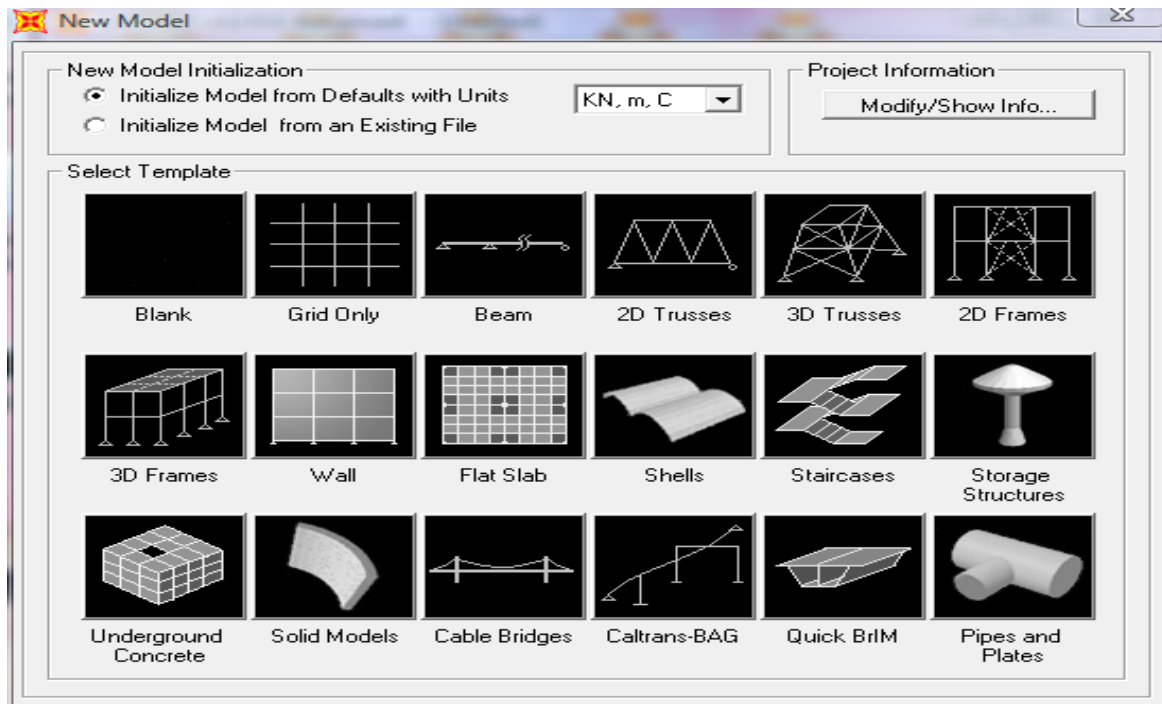 New Model
New Model Initialization
Initialize Model from Defaults with Units
KN, m, C
Initialize Model from an Existing File
Project Information
Modify/Show Info...
Select Template
Blank
Grid Only
Beam
2D Trusses
3D Trusses
2D Frames
3D Frames
Wall
Flat Slab
Shells
Staircases
Storage
Structures
Underground
Concrete
Solid Models
Cable Bridges
Caltrans-BAG
Quick BrIM
Pipes and
Plates